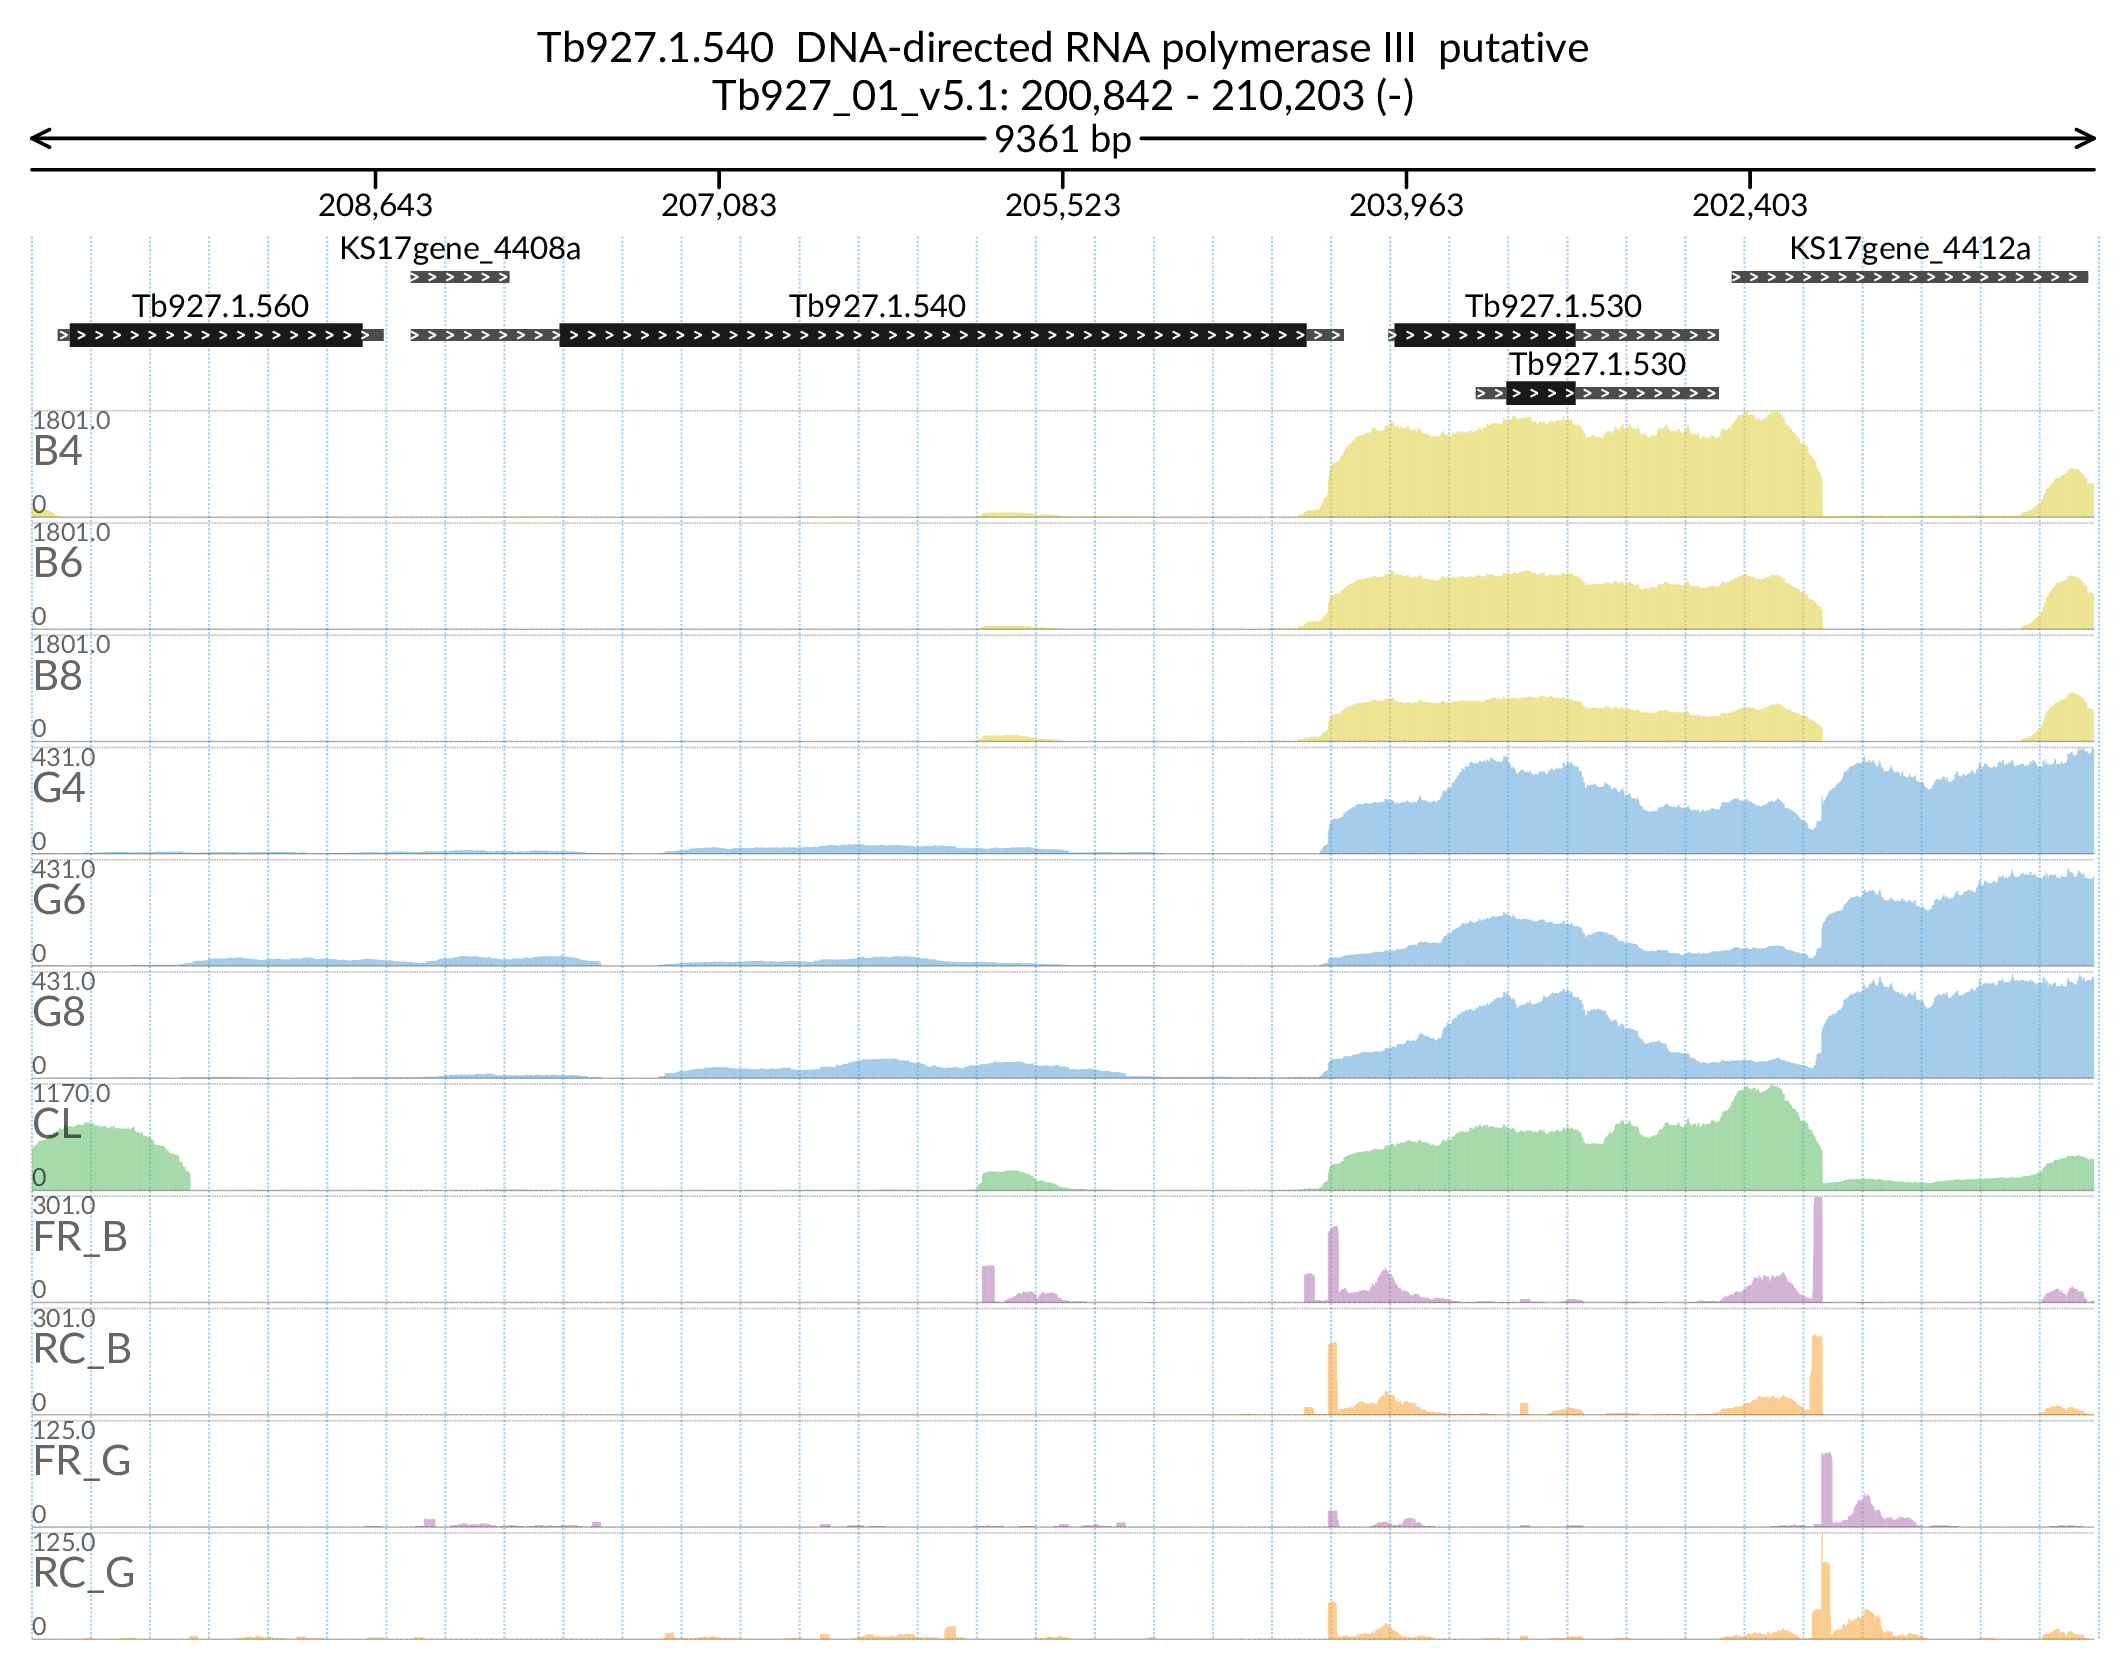 Tb927.1.540  DNA-directed RNA polymerase III  putative
Tb927_01_v5.1: 200,842 - 210,203 (-)
9361 bp
208,643 207,083 205,523 203,963 202,403
KS17gene_4408a KS17gene_4412a
Tb927.1.560 Tb927.1.540 Tb927.1.530
Tb927.1.530
1801.0
B4
0
1801.0
B6
0
1801.0
B8
0
431.0
G4
0
431.0
G6
0
431.0
G8
0
1170.0
CL
0
301.0
FR_B
0
301.0
RC_B
0
125.0
FR_G
0
125.0
RC_G
0